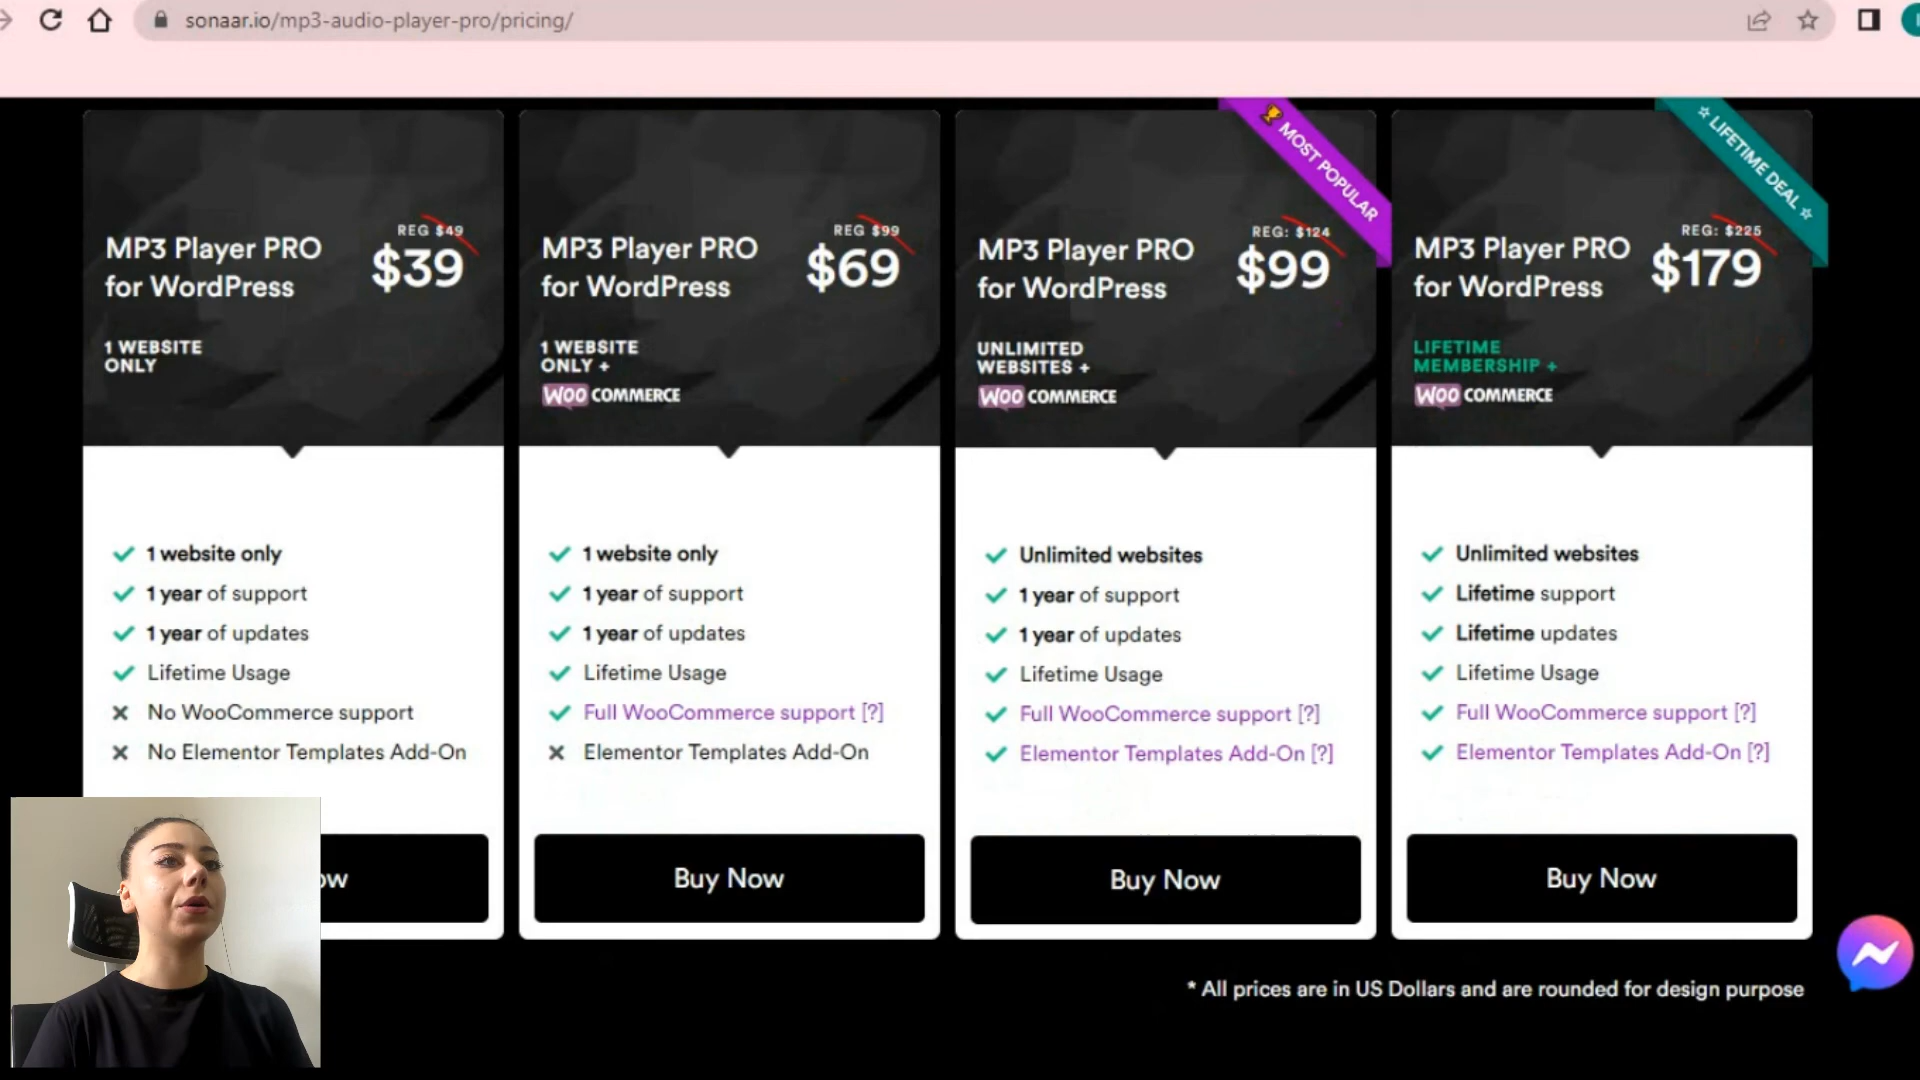 sonaar.io/mp3-audio-player-pro/pricing/
MP3 Player PRO
for WordPress
REG $49
$39
1 WEBSITE
ONLY
1 website only
1 year of support
1 year of updates
Lifetime Usage
No WooCommerce support
No Elementor Templates Add-On
ow
MP3 Player PRO
for WordPress
REG $99
$69
1 WEBSITE
ONLY +
WOO COMMERCE
1 website only
1 year of support
1 year of updates
Lifetime Usage
Full WooCommerce support [?]
Elementor Templates Add-On
Buy Now
MOST POPULAR
MP3 Player PRO
for WordPress
REG: $124
$99
UNLIMITED
WEBSITES +
WOO COMMERCE
Unlimited websites
1 year of support
1 year of updates
Lifetime Usage
Full WooCommerce support [?]
Elementor Templates Add-On [?]
Buy Now
☆ LIFETIME DEAL ☆
MP3 Player PRO
for WordPress
REG: $225
$179
LIFETIME
MEMBERSHIP +
WOO COMMERCE
Unlimited websites
Lifetime support
Lifetime updates
Lifetime Usage
Full WooCommerce support [?]
Elementor Templates Add-On [?]
Buy Now
* All prices are in US Dollars and are rounded for design purpose